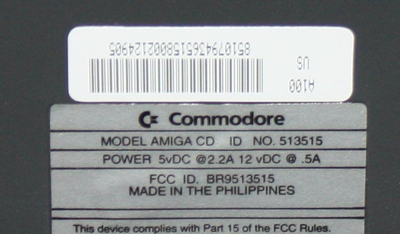 A100
US
85107943651580002124905
Commodore
MODEL AMIGA CD ID NO. 513515
POWER 5vDC @2.2A 12 vDC @ .5A
FCC ID. BR9513515
MADE IN THE PHILIPPINES
This device complies with Part 15 of the FCC Rules.